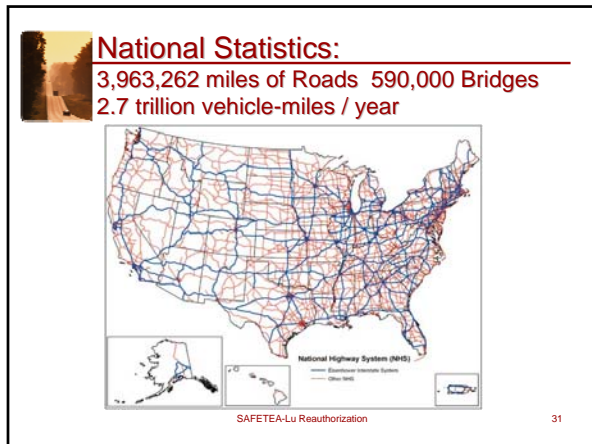 National Statistics:
3,963,262 miles of Roads  590,000 Bridges
2.7 trillion vehicle-miles / year
National Highway System (NHS)
Eisenhower Interstate System
Other NHS
SAFETEA-Lu Reauthorization
31